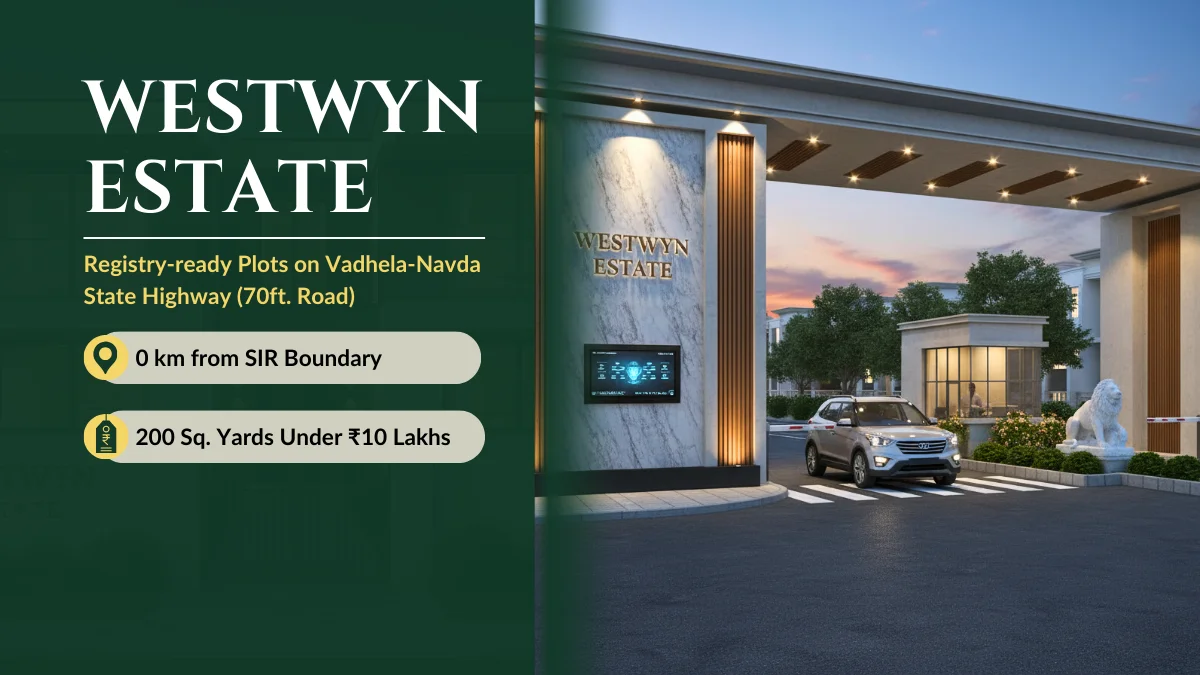 WESTWYN
ESTATE
Registry-ready Plots on Vadhela-Navda
State Highway (70ft. Road)
0 km from SIR Boundary
200 Sq. Yards Under ₹10 Lakhs
WESTWYN
ESTATE